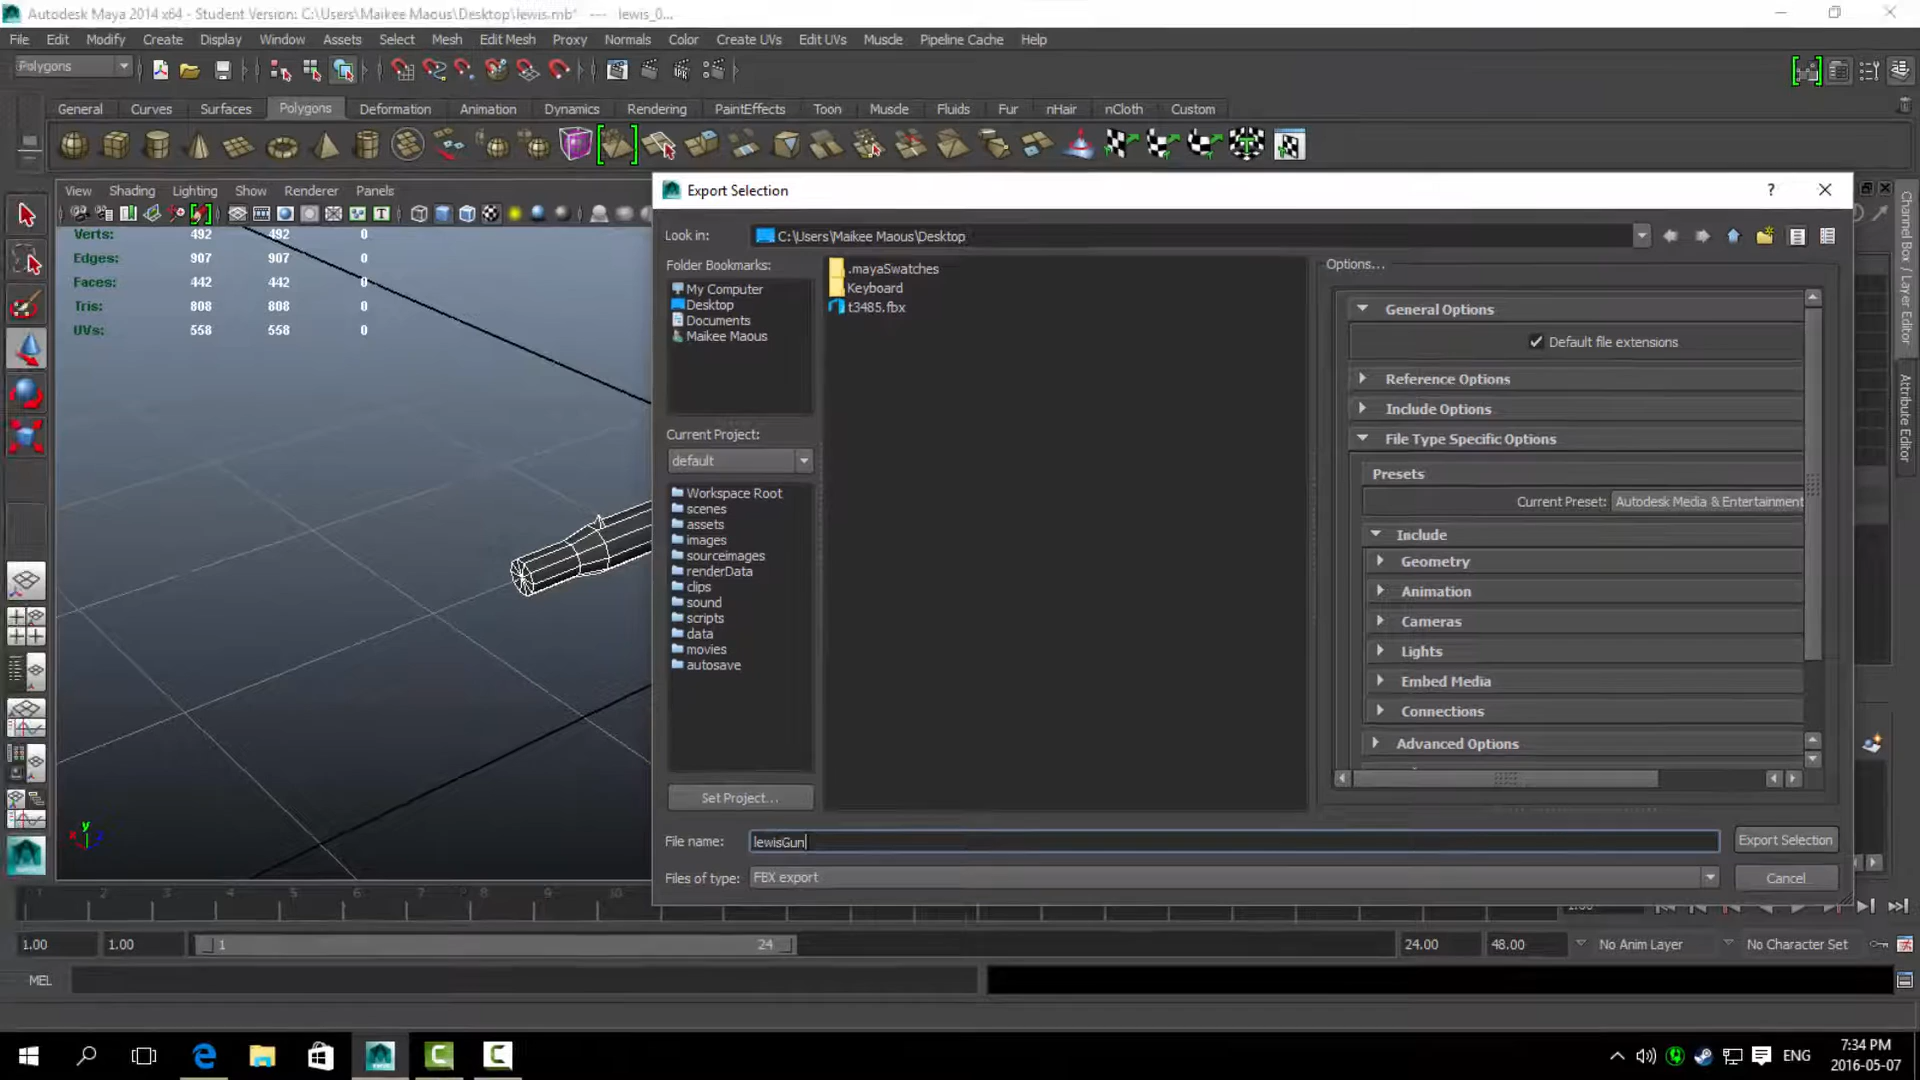 Autodesk Maya 2014 x64 - Student Version: C:\Users\Maikee Maous\Desktop\lewis.mb* --- lewis_0...
File Edit Modify Create Display Window Assets Select Mesh Edit Mesh Proxy Normals Color Create UVs Edit UVs Muscle Pipeline Cache Help
Polygons
General Curves Surfaces Polygons Deformation Animation Dynamics Rendering PaintEffects Toon Muscle Fluids Fur nHair nCloth Custom
View Shading Lighting Show Renderer Panels
Verts: 492 492 0
Edges: 907 907 0
Faces: 442 442 0
Tris: 808 808 0
UVs: 558 558 0
Export Selection
?
Look in: C:\Users\Maikee Maous\Desktop
Folder Bookmarks:
My Computer
Desktop
Documents
Maikee Maous
.mayaSwatches
Keyboard
t3485.fbx
Current Project:
default
Workspace Root
scenes
assets
images
sourceimages
renderData
clips
sound
scripts
data
movies
autosave
Set Project...
Options...
General Options
Default file extensions
Reference Options
Include Options
File Type Specific Options
Presets
Current Preset: Autodesk Media & Entertainment
Include
Geometry
Animation
Cameras
Lights
Embed Media
Connections
Advanced Options
File name: lewisGun
Export Selection
Files of type: FBX export
Cancel
Channel Box / Layer Editor
Attribute Editor
y
x
z
1.00 1.00 1 24 24.00 48.00 No Anim Layer No Character Set
MEL
ENG
7:34 PM
2016-05-07